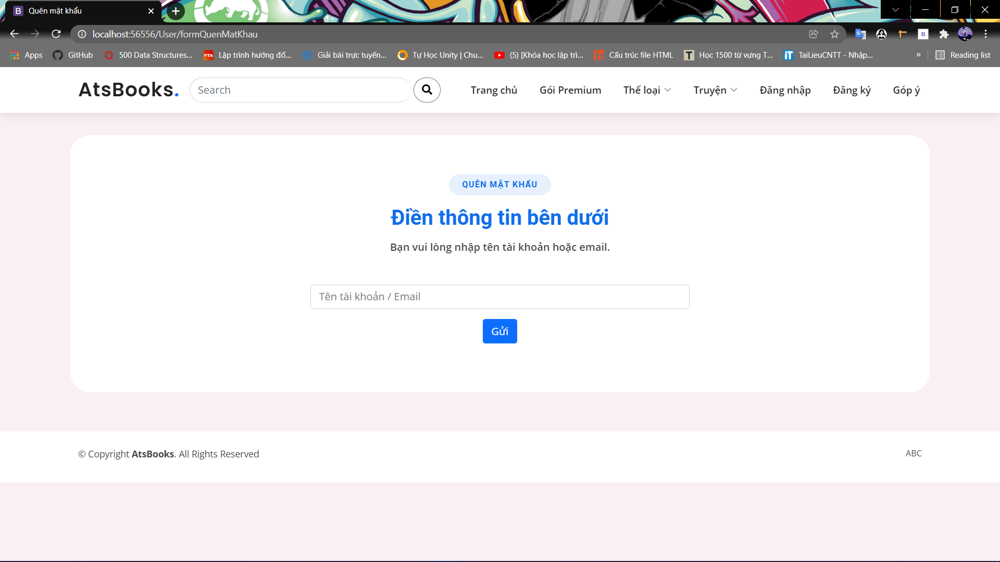 Quên mật khẩu
localhost:56556/User/formQuenMatKhau
Apps GitHub 500 Data Structures... Lập trình hướng đố... Giải bài trực tuyến... Tự Học Unity | Chu... (5) [Khóa học lập trì... Cấu trúc file HTML Học 1500 từ vựng T... TaiLieuCNTT - Nhập... » Reading list
AtsBooks. Search Trang chủ Gói Premium Thể loại Truyện Đăng nhập Đăng ký Góp ý
QUÊN MẬT KHẨU
Điền thông tin bên dưới
Bạn vui lòng nhập tên tài khoản hoặc email.
Tên tài khoản / Email
Gửi
© Copyright AtsBooks. All Rights Reserved ABC